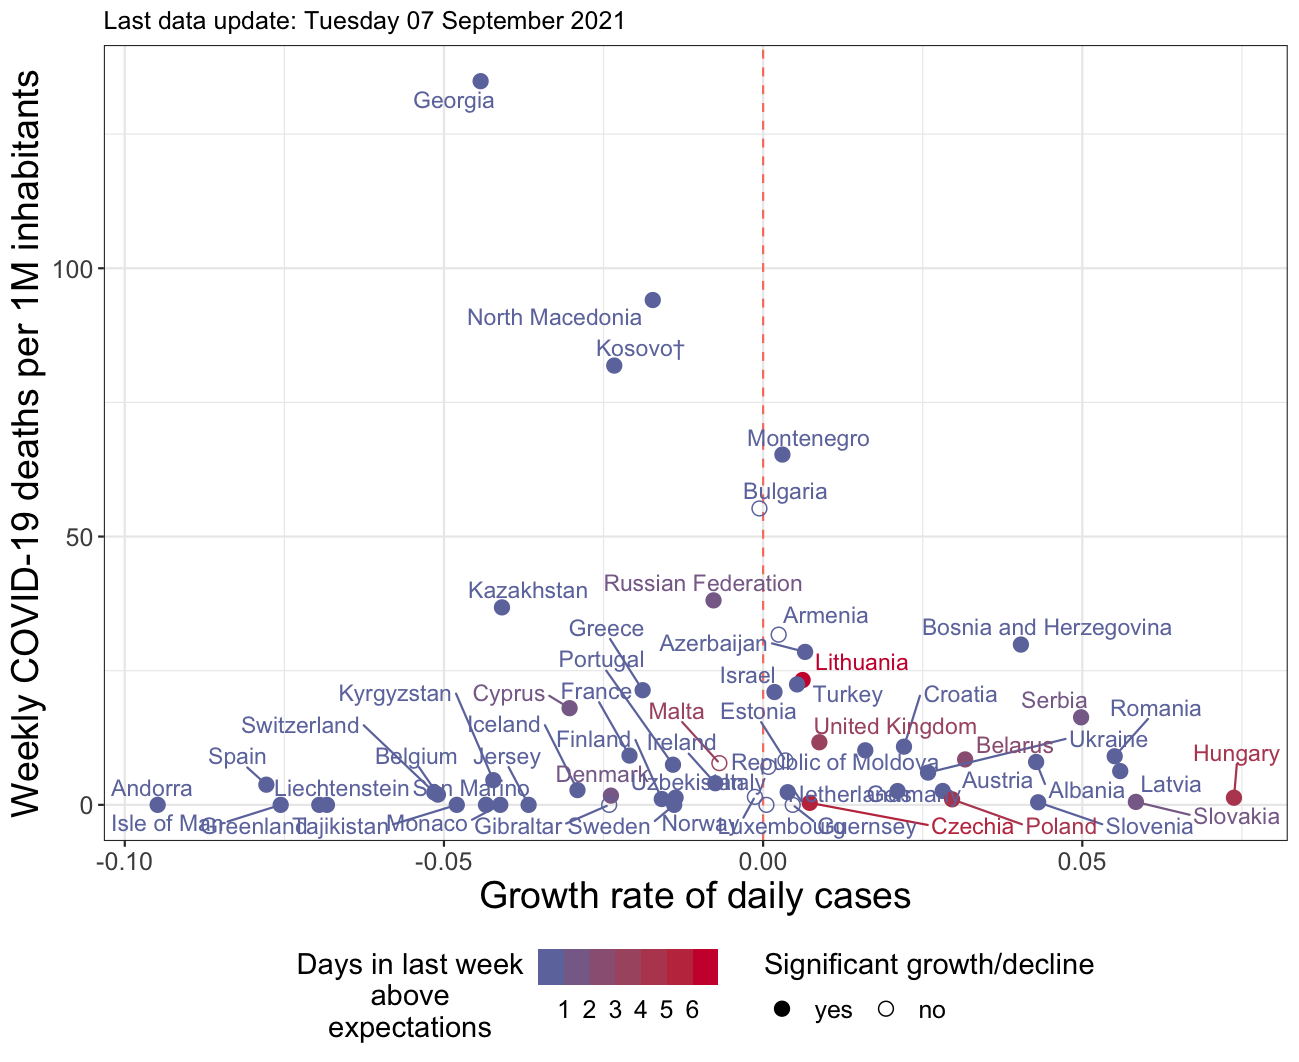 Last data update: Tuesday 07 September 2021
Weekly COVID-19 deaths per 1M inhabitants
100
50
0
Georgia
North Macedonia
Kosovo†
Montenegro
Bulgaria
Russian Federation
Kazakhstan
Armenia
Greece
Azerbaijan
Bosnia and Herzegovina
Portugal
Lithuania
Israel
Kyrgyzstan
Cyprus
France
Turkey
Croatia
Serbia
Romania
Malta
Estonia
Switzerland
Iceland
Finland
Ireland
United Kingdom
Belarus
Ukraine
Spain
Belgium
Jersey
Republic of Moldova
Hungary
Denmark
Andorra
Liechtenstein
San Marino
Uzbekistan
Italy
Netherlands
Germany
Austria
Albania
Latvia
Isle of Man
Greenland
Tajikistan
Monaco
Gibraltar
Sweden
Norway
Luxembourg
Guernsey
Czechia
Poland
Slovenia
Slovakia
-0.10
-0.05
0.00
0.05
Growth rate of daily cases
Days in last week
above
expectations
1 2 3 4 5 6
Significant growth/decline
yes
no